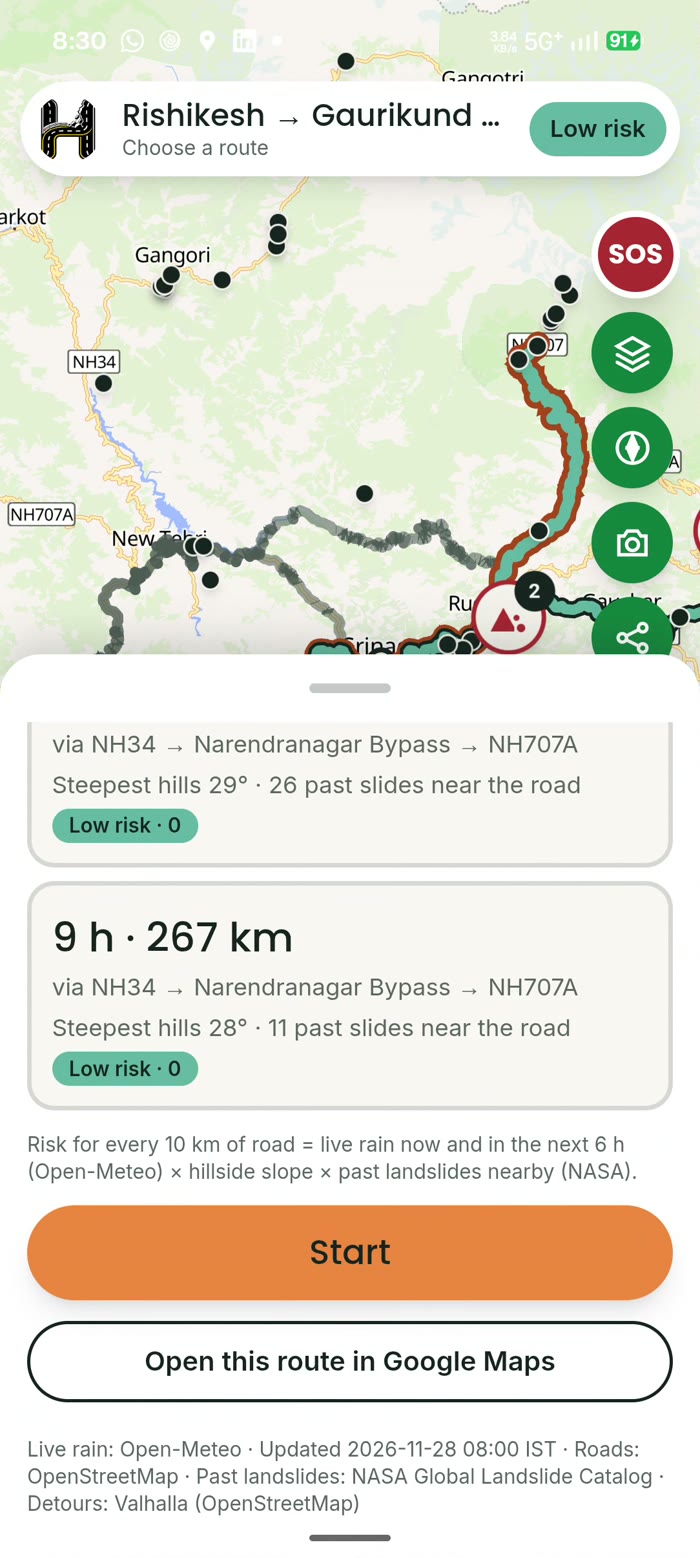 8:30
3.84
KB/s
5G+
91
Gangotri
Rishikesh → Gaurikund ...
Choose a route
Low risk
arkot
Gangori
SOS
NH34
NH707A
New Tehri
2
via NH34 → Narendranagar Bypass → NH707A
Steepest hills 29° · 26 past slides near the road
Low risk · 0
9 h · 267 km
via NH34 → Narendranagar Bypass → NH707A
Steepest hills 28° · 11 past slides near the road
Low risk · 0
Risk for every 10 km of road = live rain now and in the next 6 h
(Open-Meteo) × hillside slope × past landslides nearby (NASA).
Start
Open this route in Google Maps
Live rain: Open-Meteo · Updated 2026-11-28 08:00 IST · Roads:
OpenStreetMap · Past landslides: NASA Global Landslide Catalog ·
Detours: Valhalla (OpenStreetMap)